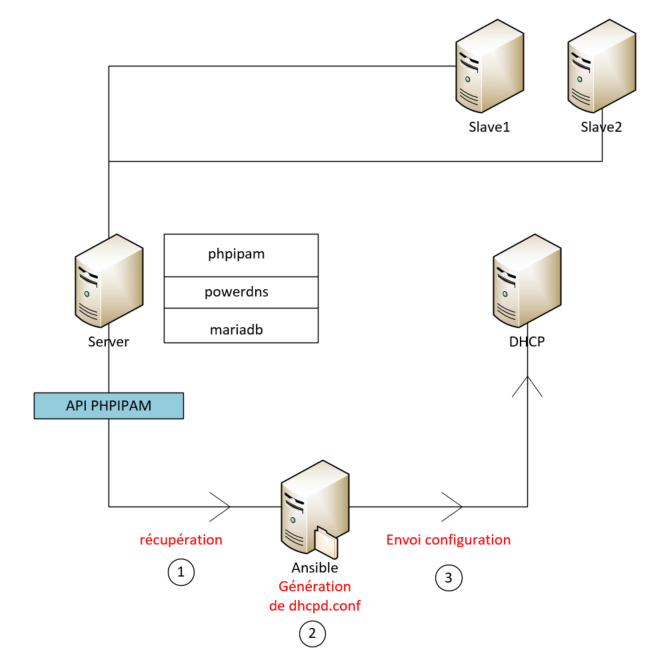 Slave1
Slave2
phpipam
powerdns
mariadb
Server
DHCP
API PHPIPAM
récupération
1
Ansible
Génération
de dhcpd.conf
2
Envoi configuration
3